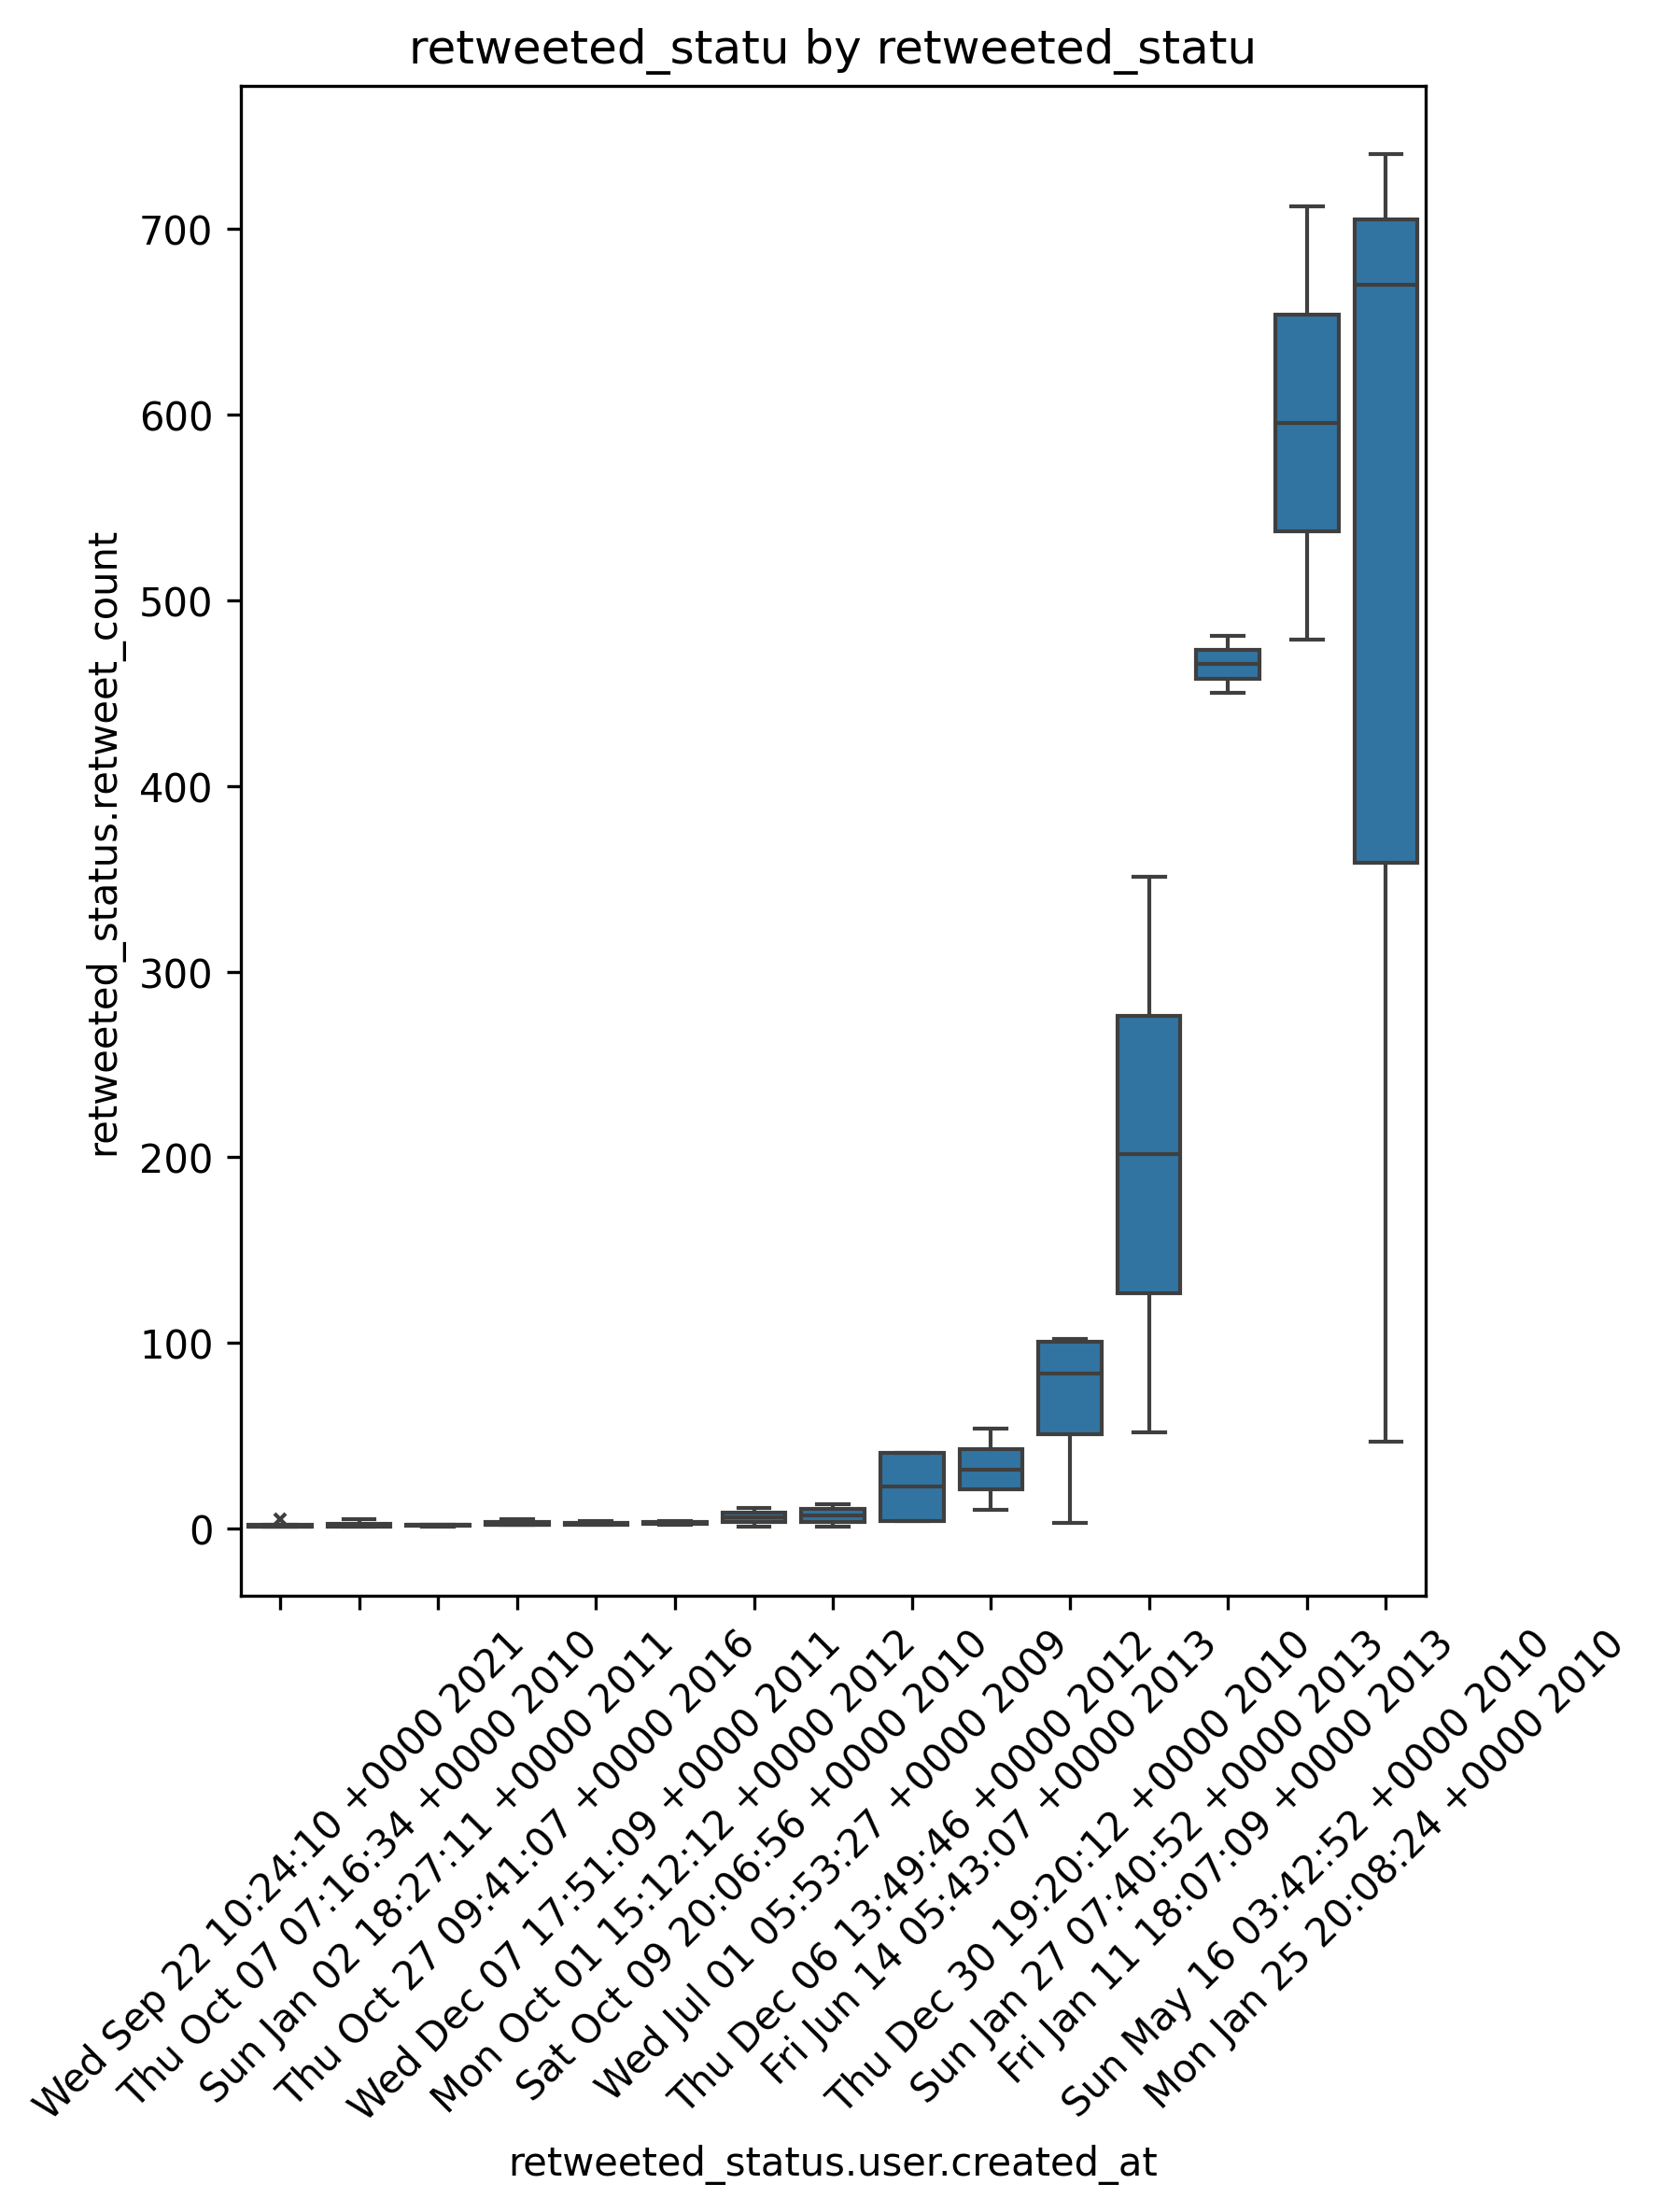 retweeted_statu by retweeted_statu
retweeted_status.retweet_count
700
600
500
400
300
200
100
0
Wed Sep 22 10:24:10 +0000 2021
Thu Oct 07 07:16:34 +0000 2010
Sun Jan 02 18:27:11 +0000 2011
Thu Oct 27 09:41:07 +0000 2016
Wed Dec 07 17:51:09 +0000 2011
Mon Oct 01 15:12:12 +0000 2012
Sat Oct 09 20:06:56 +0000 2010
Wed Jul 01 05:53:27 +0000 2009
Thu Dec 06 13:49:46 +0000 2012
Fri Jun 14 05:43:07 +0000 2013
Thu Dec 30 19:20:12 +0000 2010
Sun Jan 27 07:40:52 +0000 2013
Fri Jan 11 18:07:09 +0000 2013
Sun May 16 03:42:52 +0000 2010
Mon Jan 25 20:08:24 +0000 2010
retweeted_status.user.created_at